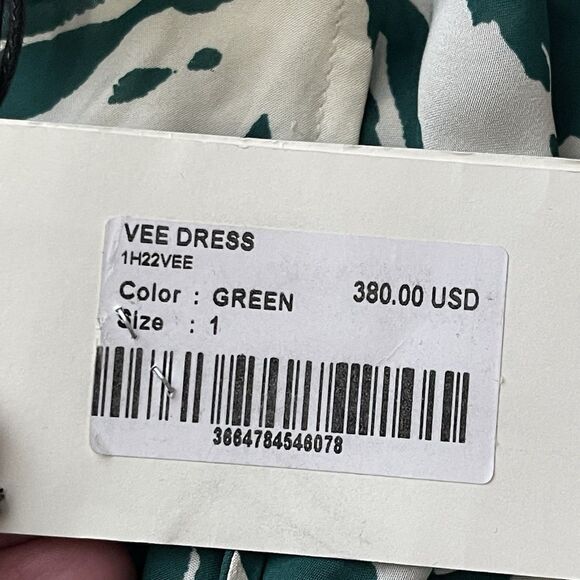 VEE DRESS
1H22VEE
Color : GREEN 380.00 USD
Size : 1
3664784546078